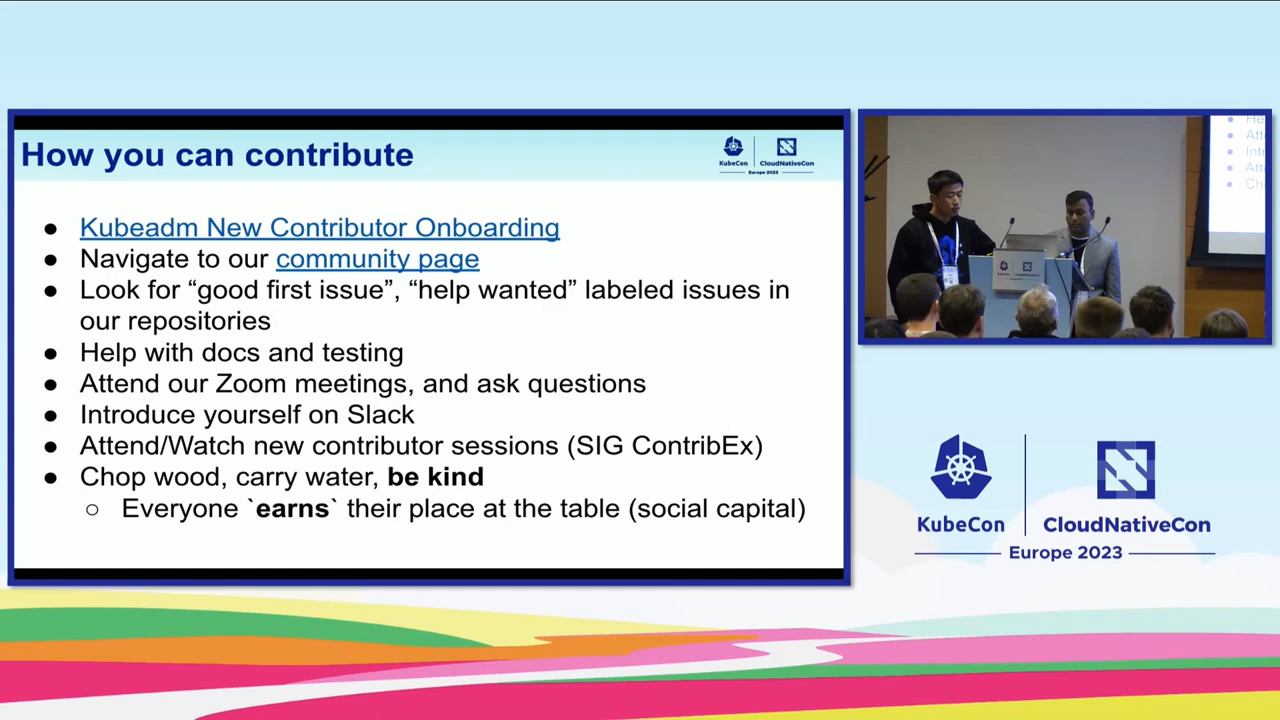 How you can contribute
KubeCon
CloudNativeCon
Europe 2023
● Kubeadm New Contributor Onboarding
● Navigate to our community page
● Look for “good first issue”, “help wanted” labeled issues in
our repositories
● Help with docs and testing
● Attend our Zoom meetings, and ask questions
● Introduce yourself on Slack
● Attend/Watch new contributor sessions (SIG ContribEx)
● Chop wood, carry water, be kind
○ Everyone `earns` their place at the table (social capital)
KubeCon
CloudNativeCon
Europe 2023